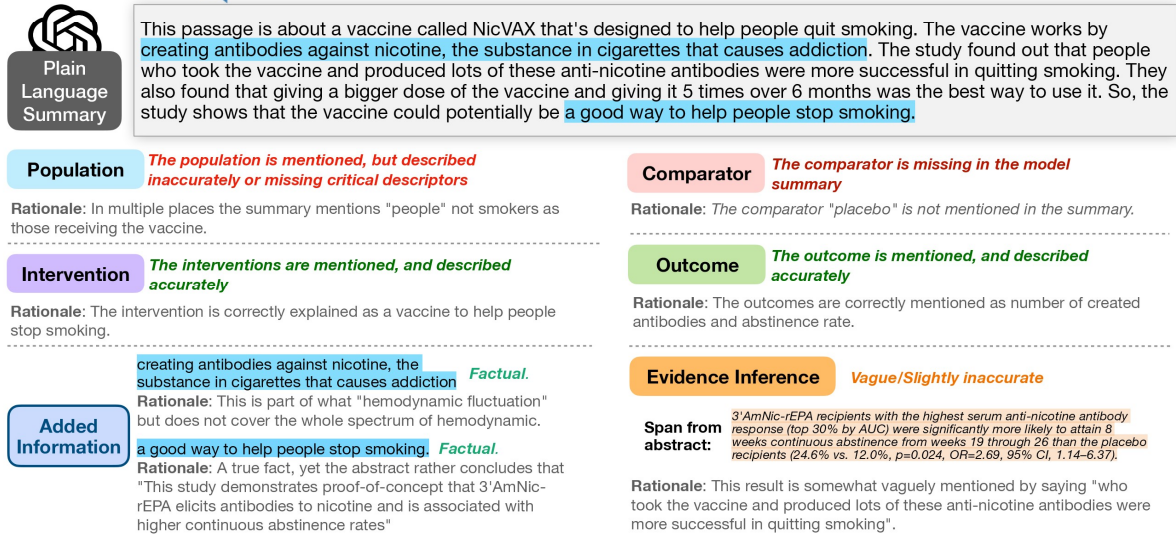 Plain
Language
Summary
This passage is about a vaccine called NicVAX that's designed to help people quit smoking. The vaccine works by
creating antibodies against nicotine, the substance in cigarettes that causes addiction. The study found out that people
who took the vaccine and produced lots of these anti-nicotine antibodies were more successful in quitting smoking. They
also found that giving a bigger dose of the vaccine and giving it 5 times over 6 months was the best way to use it. So, the
study shows that the vaccine could potentially be a good way to help people stop smoking.
Population
The population is mentioned, but described
inaccurately or missing critical descriptors
Rationale: In multiple places the summary mentions "people" not smokers as
those receiving the vaccine.
Intervention
The interventions are mentioned, and described
accurately
Rationale: The intervention is correctly explained as a vaccine to help people
stop smoking.
Added
Information
creating antibodies against nicotine, the
substance in cigarettes that causes addiction Factual.
Rationale: This is part of what "hemodynamic fluctuation"
but does not cover the whole spectrum of hemodynamic.
a good way to help people stop smoking. Factual.
Rationale: A true fact, yet the abstract rather concludes that
"This study demonstrates proof-of-concept that 3'AmNic-
rEPA elicits antibodies to nicotine and is associated with
higher continuous abstinence rates"
Comparator
The comparator is missing in the model
summary
Rationale: The comparator "placebo" is not mentioned in the summary.
Outcome
The outcome is mentioned, and described
accurately
Rationale: The outcomes are correctly mentioned as number of created
antibodies and abstinence rate.
Evidence Inference
Vague/Slightly inaccurate
Span from
abstract:
3'AmNic-rEPA recipients with the highest serum anti-nicotine antibody
response (top 30% by AUC) were significantly more likely to attain 8
weeks continuous abstinence from weeks 19 through 26 than the placebo
recipients (24.6% vs. 12.0%, p=0.024, OR=2.69, 95% CI, 1.14–6.37).
Rationale: This result is somewhat vaguely mentioned by saying "who
took the vaccine and produced lots of these anti-nicotine antibodies were
more successful in quitting smoking".